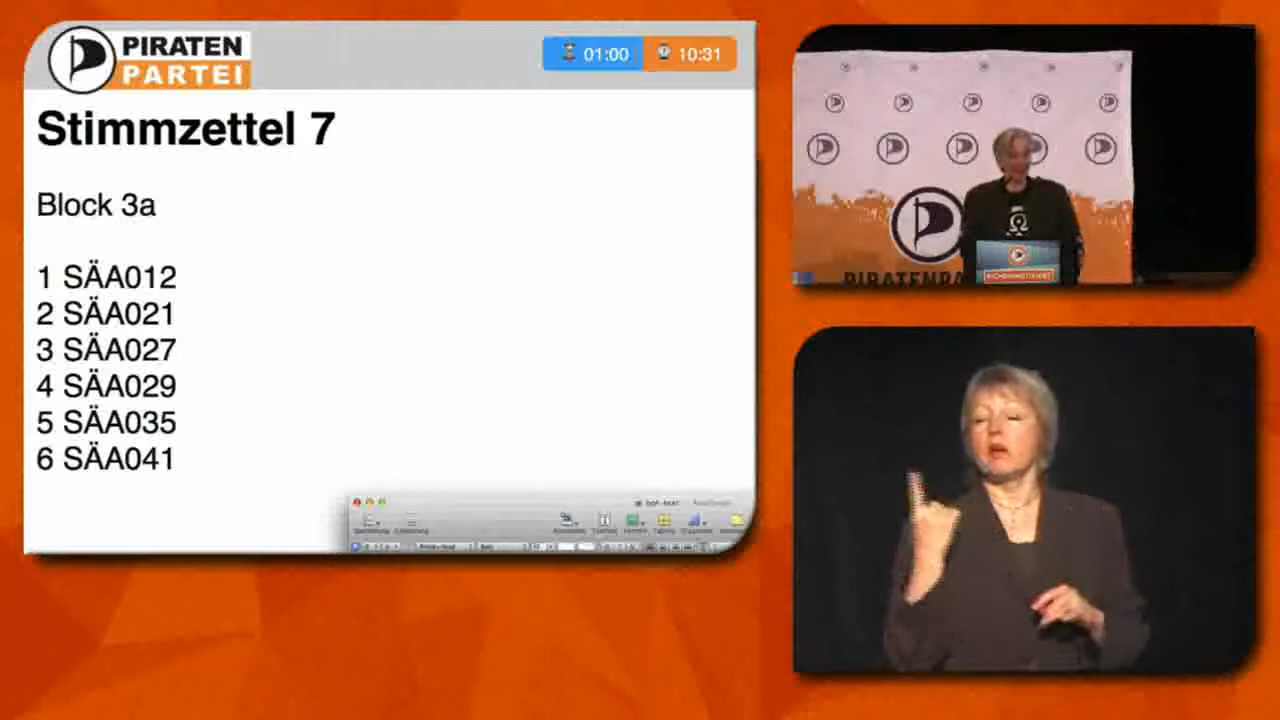 PIRATEN
PARTEI
01:00
10:31
Stimmzettel 7
Block 3a
1 SÄA012
2 SÄA021
3 SÄA027
4 SÄA029
5 SÄA035
6 SÄA041
PIRATENPA